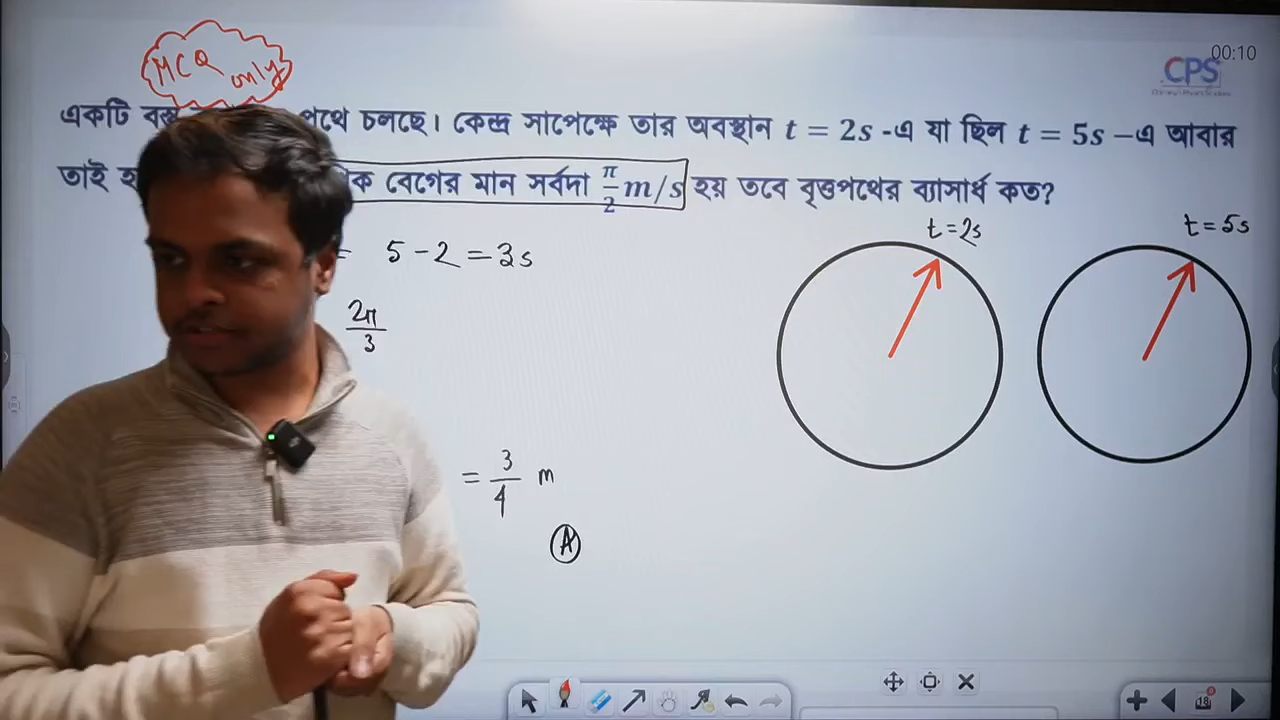 MCQ only
00:10
CPS
একটি বস্তু পথে চলছে। কেন্দ্র সাপেক্ষে তার অবস্থান t = 2s -এ যা ছিল t = 5s –এ আবার
তাই বেগের মান সর্বদা π/2 m/s হয় তবে বৃত্তপথের ব্যাসার্ধ কত?
t = 2s
t = 5s
= 5 - 2 = 3s
2π/3
= 3/4 m
A
18